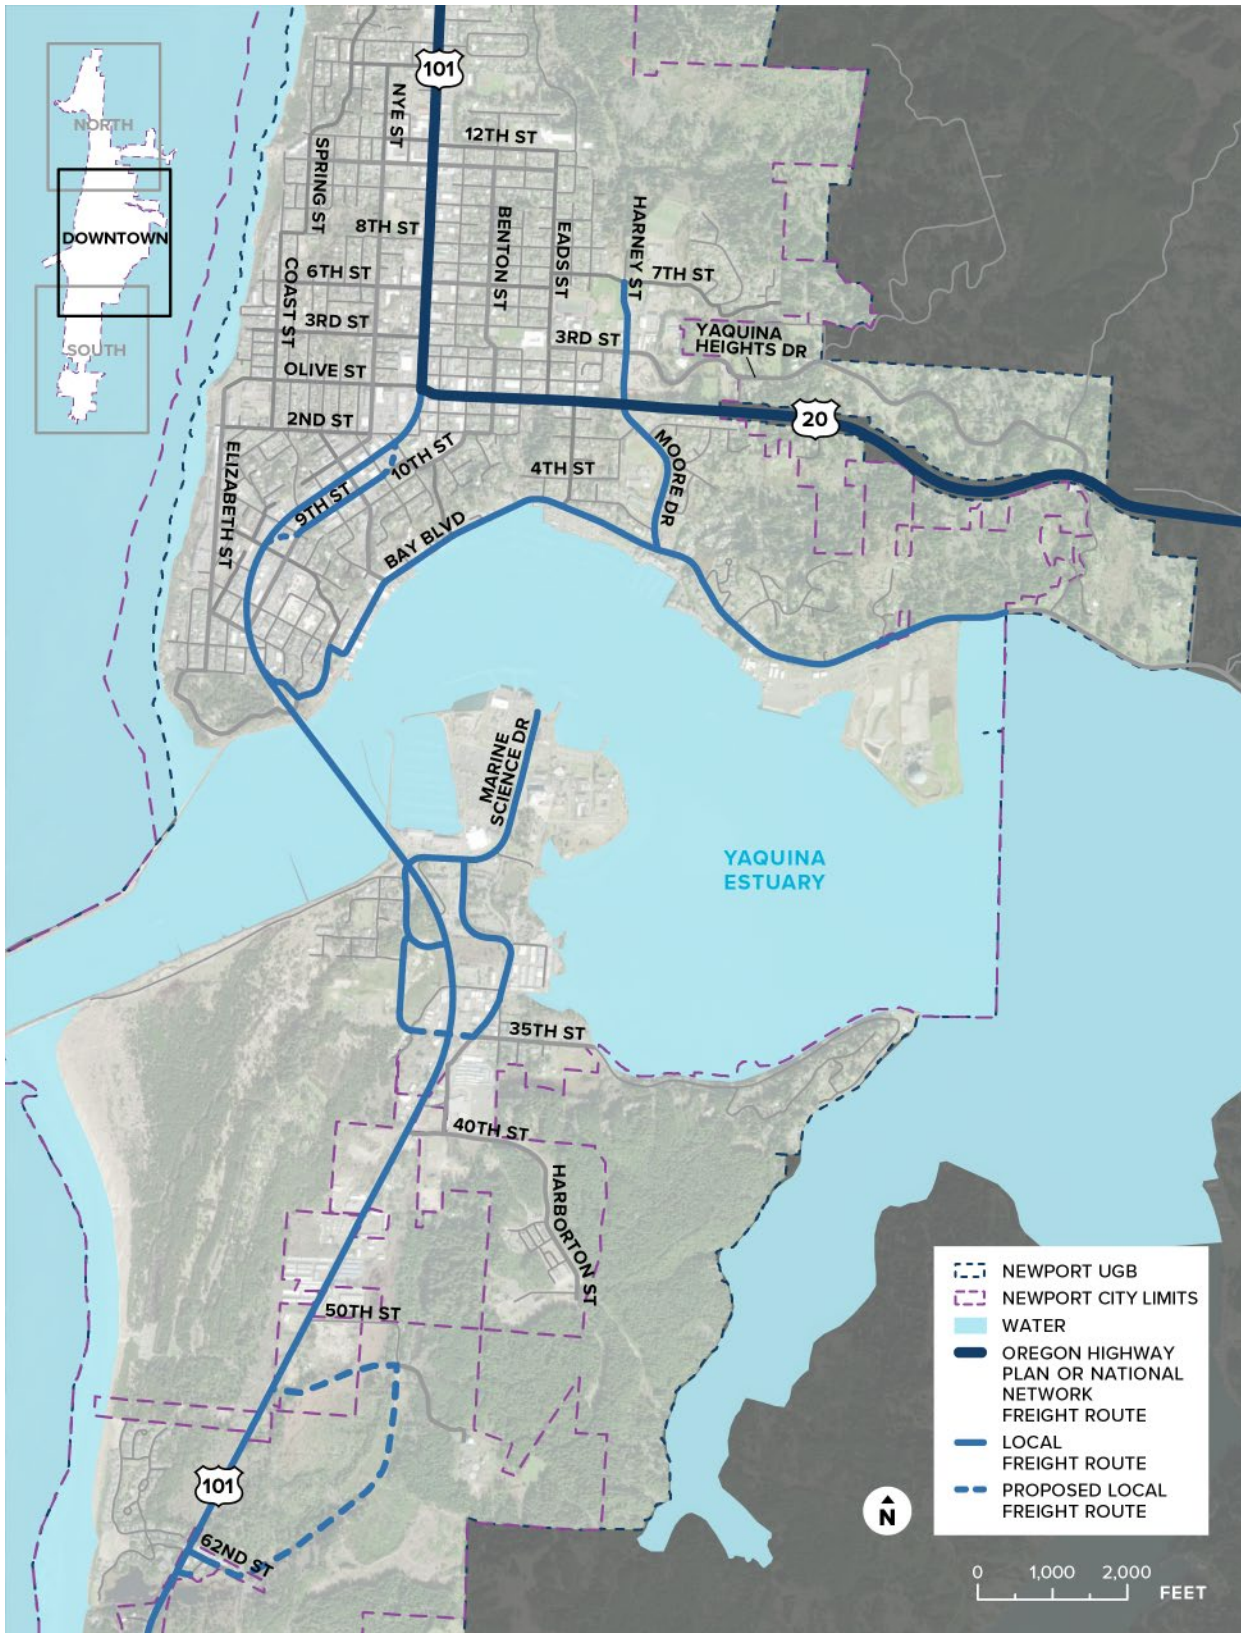 NORTH
DOWNTOWN
SOUTH
101
NYE ST
12TH ST
SPRING ST
8TH ST
BENTON ST
EADS ST
HARNEY ST
7TH ST
6TH ST
COAST ST
3RD ST
3RD ST
YAQUINA
HEIGHTS DR
OLIVE ST
20
2ND ST
ELIZABETH ST
10TH ST
9TH ST
4TH ST
MOORE DR
BAY BLVD
MARINE
SCIENCE DR
YAQUINA
ESTUARY
35TH ST
40TH ST
HARBORTON ST
50TH ST
101
62ND ST
NEWPORT UGB
NEWPORT CITY LIMITS
WATER
OREGON HIGHWAY
PLAN OR NATIONAL
NETWORK
FREIGHT ROUTE
LOCAL
FREIGHT ROUTE
PROPOSED LOCAL
FREIGHT ROUTE
N
0 1,000 2,000
FEET